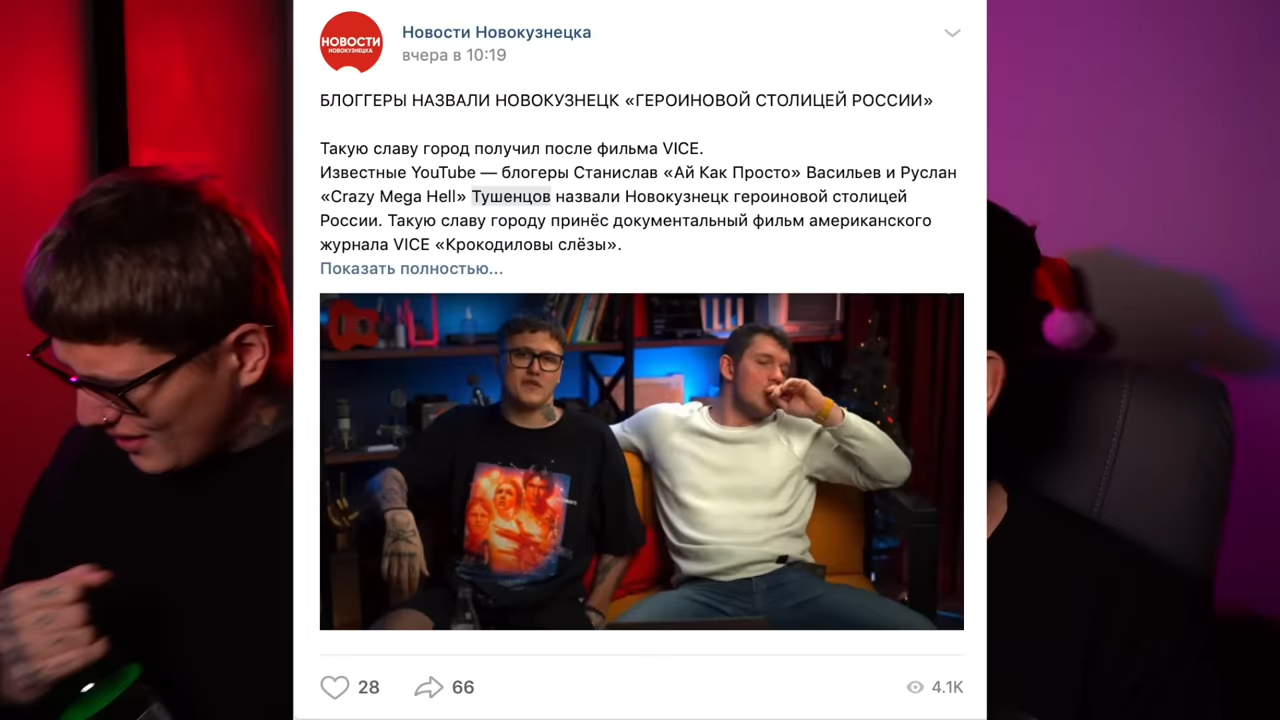 НОВОСТИ
НОВОКУЗНЕЦКА
Новости Новокузнецка
вчера в 10:19
БЛОГГЕРЫ НАЗВАЛИ НОВОКУЗНЕЦК «ГЕРОИНОВОЙ СТОЛИЦЕЙ РОССИИ»
Такую славу город получил после фильма VICE.
Известные YouTube — блогеры Станислав «Ай Как Просто» Васильев и Руслан
«Crazy Mega Hell» Тушенцов назвали Новокузнецк героиновой столицей
России. Такую славу городу принёс документальный фильм американского
журнала VICE «Крокодиловы слёзы».
Показать полностью...
28
66
4.1K